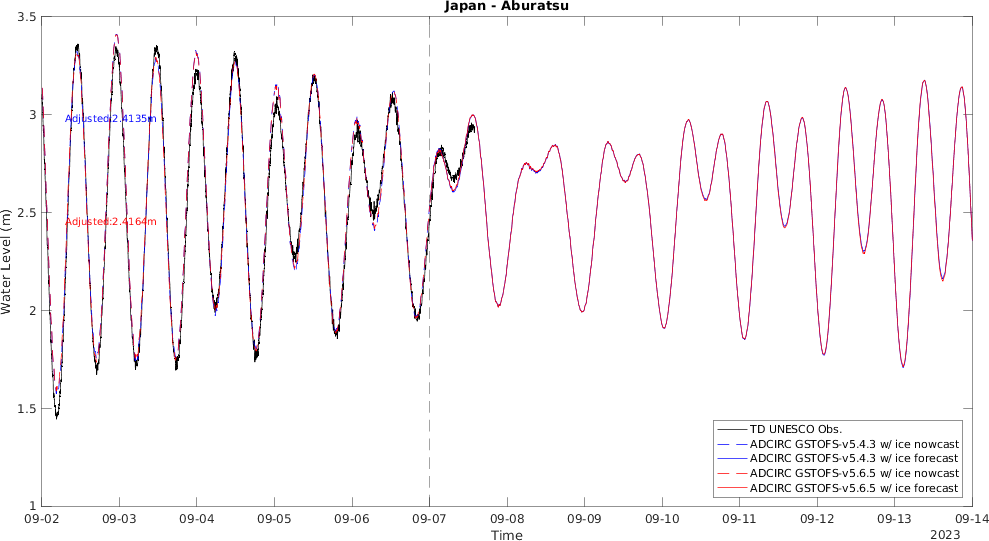 Japan - Aburatsu
3.5
3
2.5
2
1.5
1
Water Level (m)
Adjusted:2.4135m
Adjusted:2.4164m
TD UNESCO Obs.
ADCIRC GSTOFS-v5.4.3 w/ ice nowcast
ADCIRC GSTOFS-v5.4.3 w/ ice forecast
ADCIRC GSTOFS-v5.6.5 w/ ice nowcast
ADCIRC GSTOFS-v5.6.5 w/ ice forecast
09-02 09-03 09-04 09-05 09-06 09-07 09-08 09-09 09-10 09-11 09-12 09-13 09-14
Time
2023